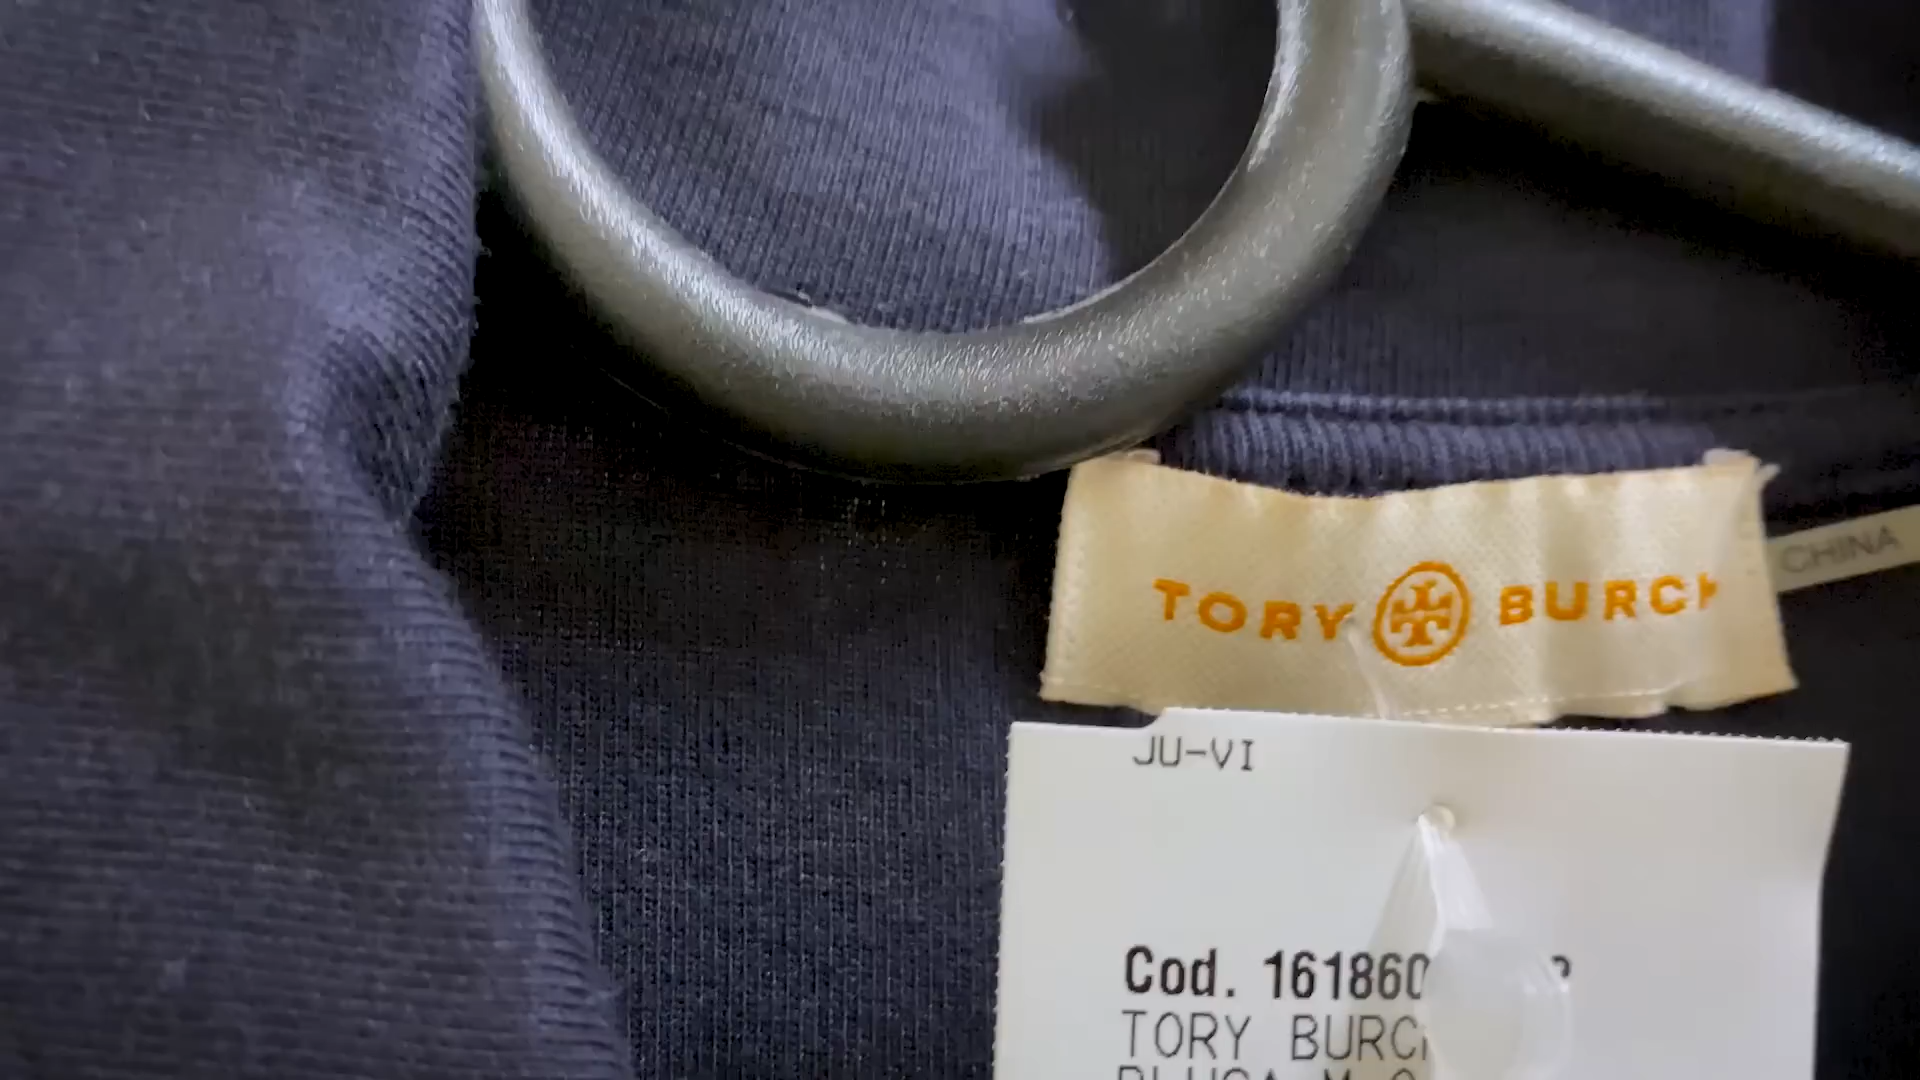 TORY BURCH
CHINA
JU-VI
Cod. 161860
TORY BURC